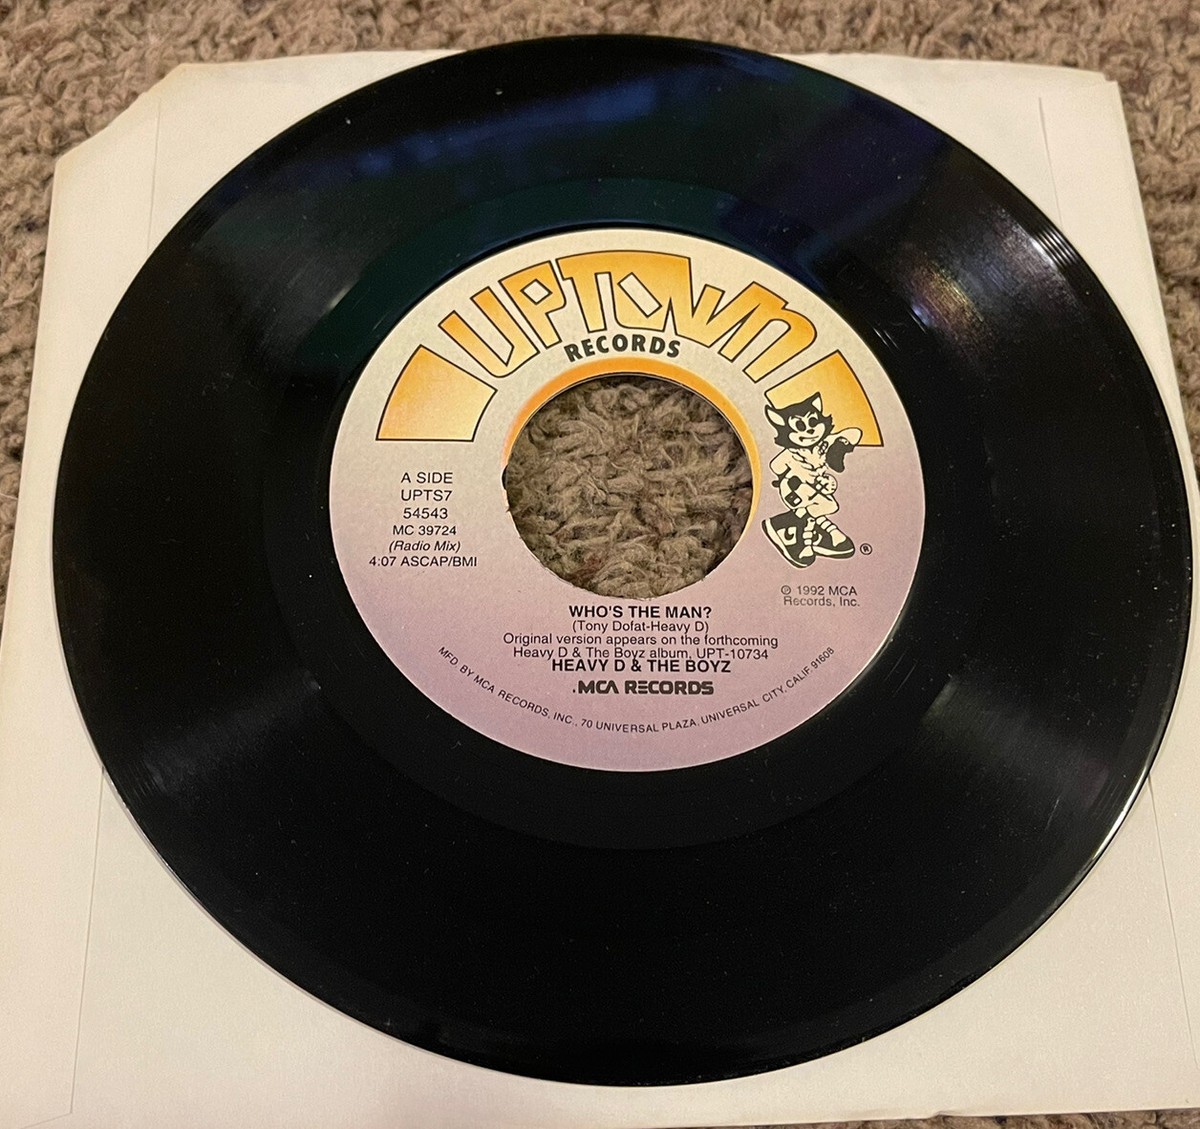 UPTOWN
RECORDS
A SIDE
UPTS7
54543
MC 39724
(Radio Mix)
4:07 ASCAP/BMI
® 
℗ 1992 MCA
Records, Inc.
WHO'S THE MAN?
(Tony Dofat-Heavy D)
Original version appears on the forthcoming
Heavy D & The Boyz album, UPT-10734
HEAVY D & THE BOYZ
.MCA RECORDS
MFD. BY MCA RECORDS, INC., 70 UNIVERSAL PLAZA, UNIVERSAL CITY, CALIF. 91608